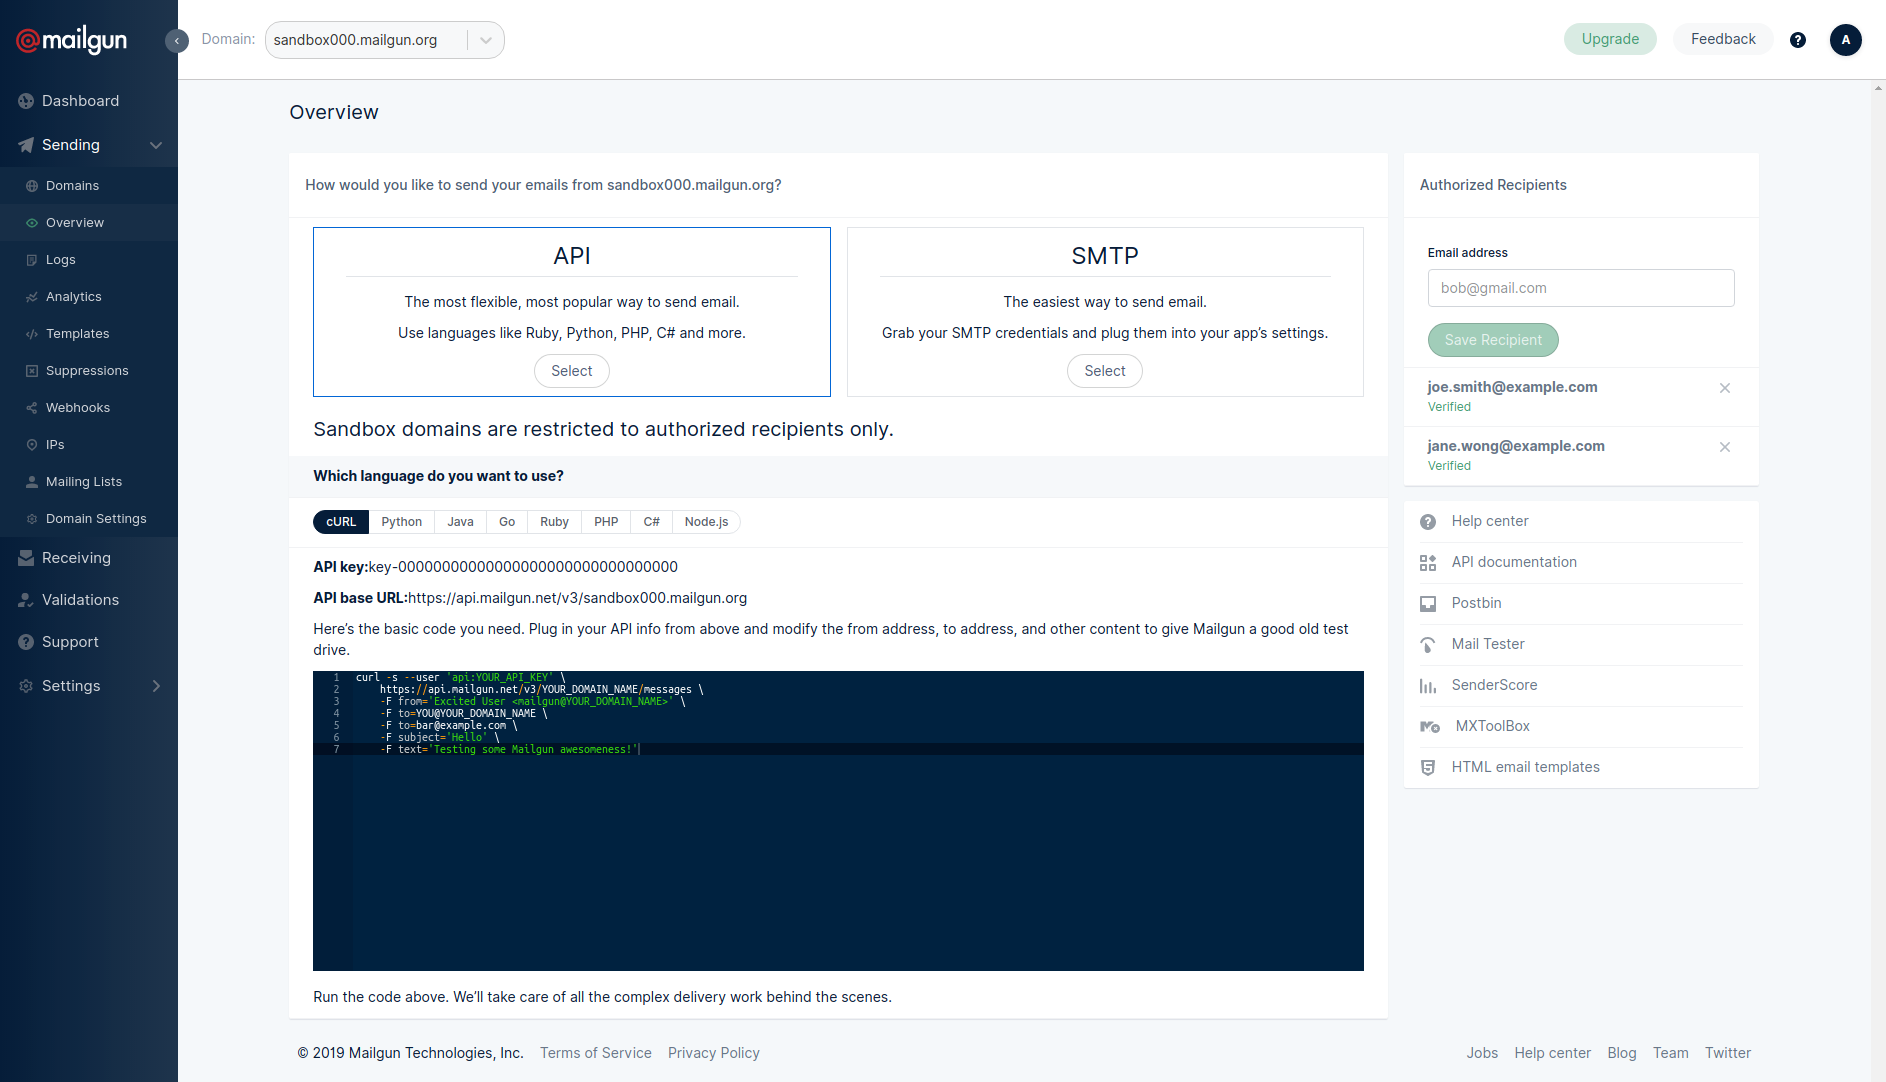 mailgun
Domain: sandbox000.mailgun.org
Upgrade
Feedback
?
A
Dashboard
Sending
Domains
Overview
Logs
Analytics
Templates
Suppressions
Webhooks
IPs
Mailing Lists
Domain Settings
Receiving
Validations
Support
Settings
Overview
How would you like to send your emails from sandbox000.mailgun.org?
API
The most flexible, most popular way to send email.
Use languages like Ruby, Python, PHP, C# and more.
Select
SMTP
The easiest way to send email.
Grab your SMTP credentials and plug them into your app’s settings.
Select
Sandbox domains are restricted to authorized recipients only.
Which language do you want to use?
cURL Python Java Go Ruby PHP C# Node.js
API key:key-00000000000000000000000000000000
API base URL:https://api.mailgun.net/v3/sandbox000.mailgun.org
Here’s the basic code you need. Plug in your API info from above and modify the from address, to address, and other content to give Mailgun a good old test
drive.
1 curl -s --user 'api:YOUR_API_KEY' \
2 https://api.mailgun.net/v3/YOUR_DOMAIN_NAME/messages \
3 -F from='Excited User <mailgun@YOUR_DOMAIN_NAME>' \
4 -F to=YOU@YOUR_DOMAIN_NAME \
5 -F to=bar@example.com \
6 -F subject='Hello' \
7 -F text='Testing some Mailgun awesomeness!'
Run the code above. We’ll take care of all the complex delivery work behind the scenes.
Authorized Recipients
Email address
bob@gmail.com
Save Recipient
joe.smith@example.com
Verified
jane.wong@example.com
Verified
Help center
API documentation
Postbin
Mail Tester
SenderScore
MXToolBox
HTML email templates
© 2019 Mailgun Technologies, Inc. Terms of Service Privacy Policy
Jobs Help center Blog Team Twitter